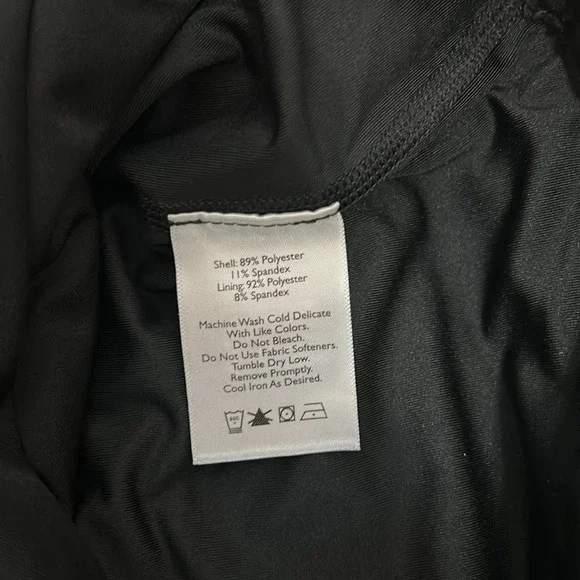 Shell: 89% Polyester
11% Spandex
Lining: 92% Polyester
8% Spandex
Machine Wash Cold Delicate
With Like Colors.
Do Not Bleach.
Do Not Use Fabric Softeners.
Tumble Dry Low.
Remove Promptly.
Cool Iron As Desired.